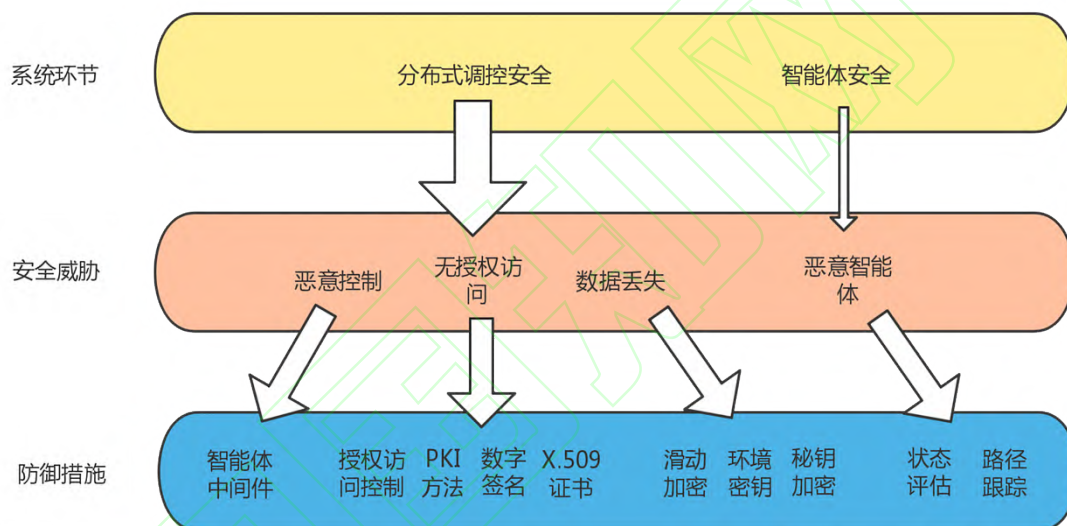 系统环节
分布式调控安全
智能体安全
安全威胁
恶意控制
无授权访
问
数据丢失
恶意智能
体
防御措施
智能体
中间件
授权访
问控制
PKI
方法
数字
签名
X.509
证书
滑动
加密
环境
密钥
秘钥
加密
状态
评估
路径
跟踪